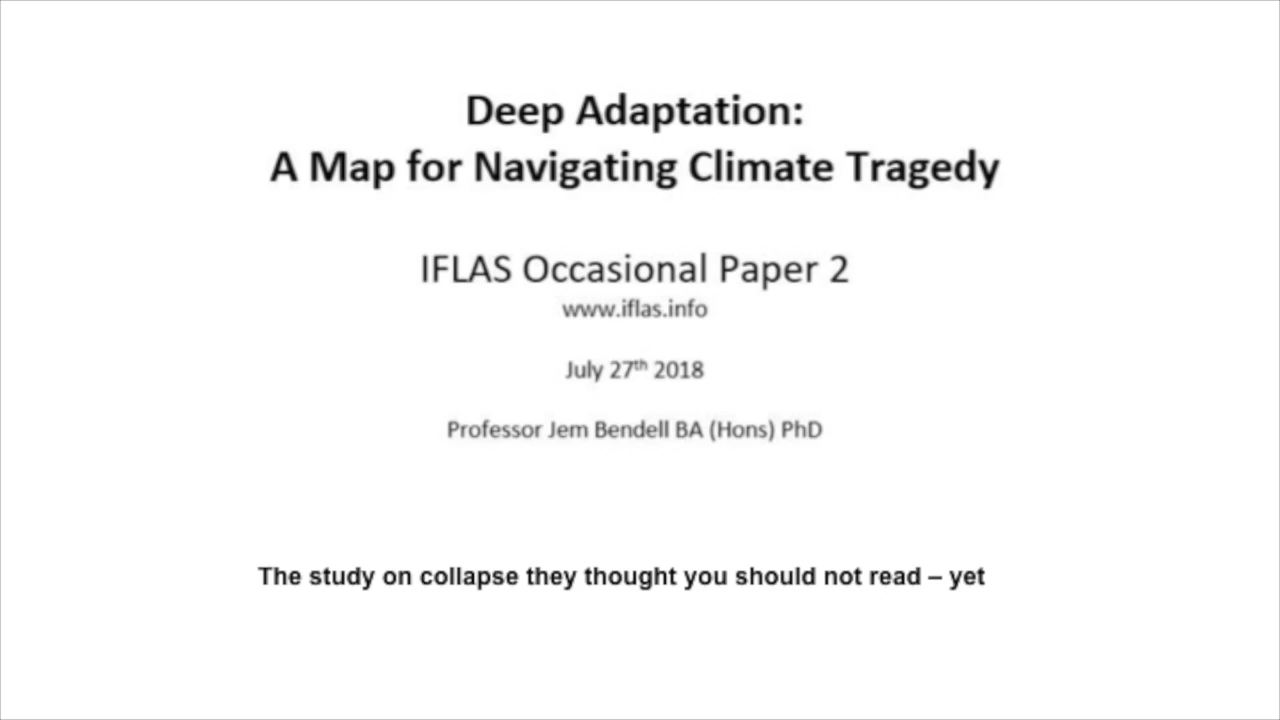 Deep Adaptation:
A Map for Navigating Climate Tragedy
IFLAS Occasional Paper 2
www.iflas.info
July 27th 2018
Professor Jem Bendell BA (Hons) PhD
The study on collapse they thought you should not read – yet